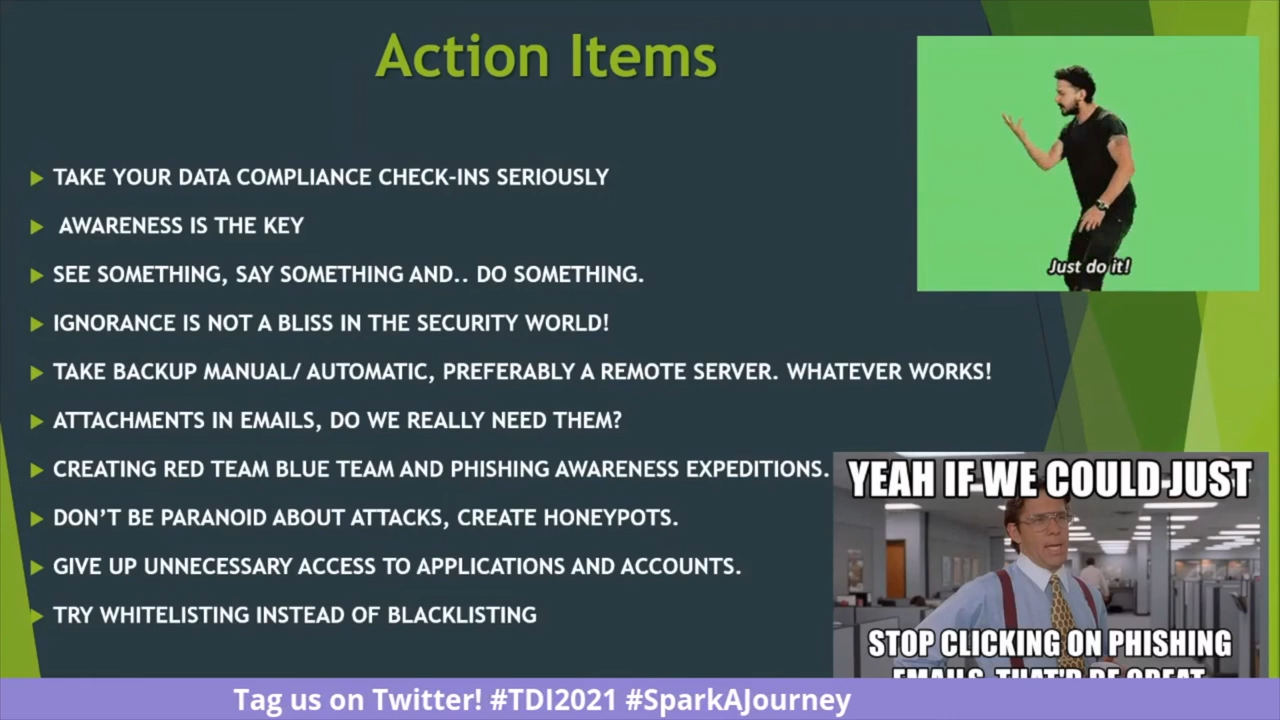 Action Items
TAKE YOUR DATA COMPLIANCE CHECK-INS SERIOUSLY
AWARENESS IS THE KEY
SEE SOMETHING, SAY SOMETHING AND.. DO SOMETHING.
IGNORANCE IS NOT A BLISS IN THE SECURITY WORLD!
TAKE BACKUP MANUAL/ AUTOMATIC, PREFERABLY A REMOTE SERVER. WHATEVER WORKS!
ATTACHMENTS IN EMAILS, DO WE REALLY NEED THEM?
CREATING RED TEAM BLUE TEAM AND PHISHING AWARENESS EXPEDITIONS.
DON'T BE PARANOID ABOUT ATTACKS, CREATE HONEYPOTS.
GIVE UP UNNECESSARY ACCESS TO APPLICATIONS AND ACCOUNTS.
TRY WHITELISTING INSTEAD OF BLACKLISTING
Just do it!
YEAH IF WE COULD JUST
STOP CLICKING ON PHISHING
EMAILS, THAT'D BE GREAT
Tag us on Twitter! #TDI2021 #SparkAJourney